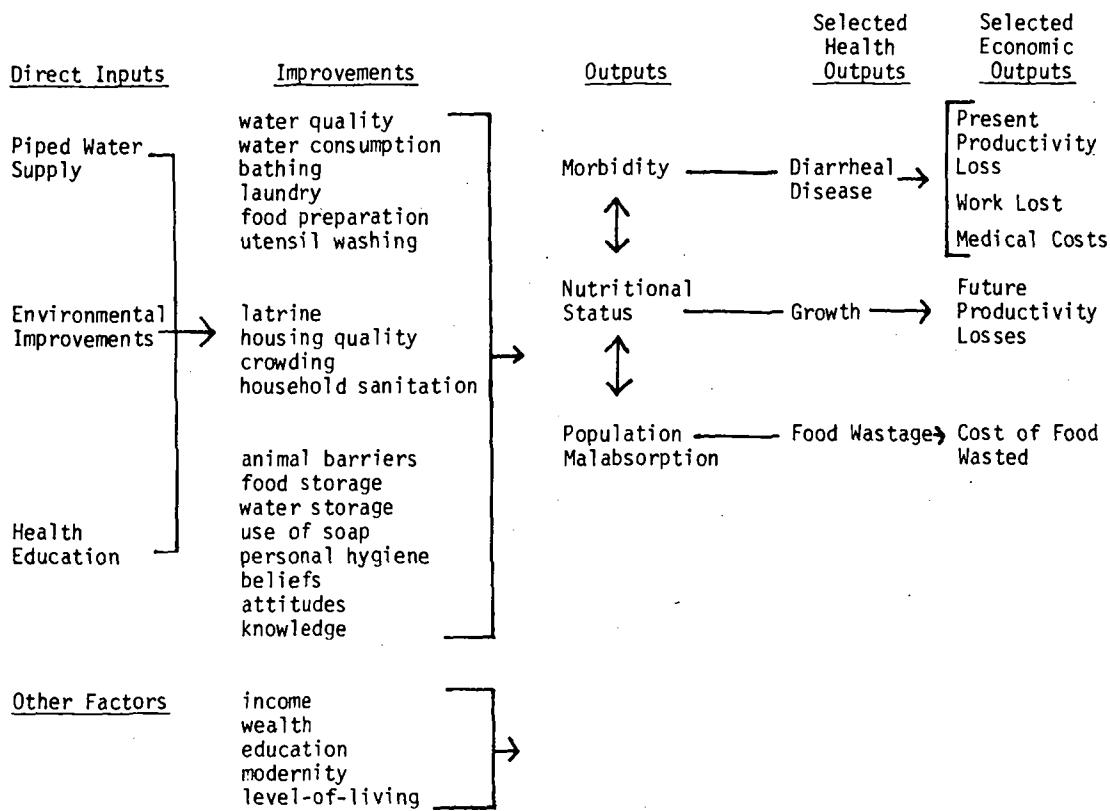 Selected
Health
Outputs
Selected
Economic
Outputs
Direct Inputs
Improvements
Outputs
Piped Water
Supply
water quality
water consumption
bathing
laundry
food preparation
utensil washing
Morbidity
Diarrheal
Disease
Present
Productivity
Loss
Work Lost
Medical Costs
Environmental
Improvements
latrine
housing quality
crowding
household sanitation
Nutritional
Status
Growth
Future
Productivity
Losses
Population
Malabsorption
Food Wastage
Cost of Food
Wasted
Health
Education
animal barriers
food storage
water storage
use of soap
personal hygiene
beliefs
attitudes
knowledge
Other Factors
income
wealth
education
modernity
level-of-living